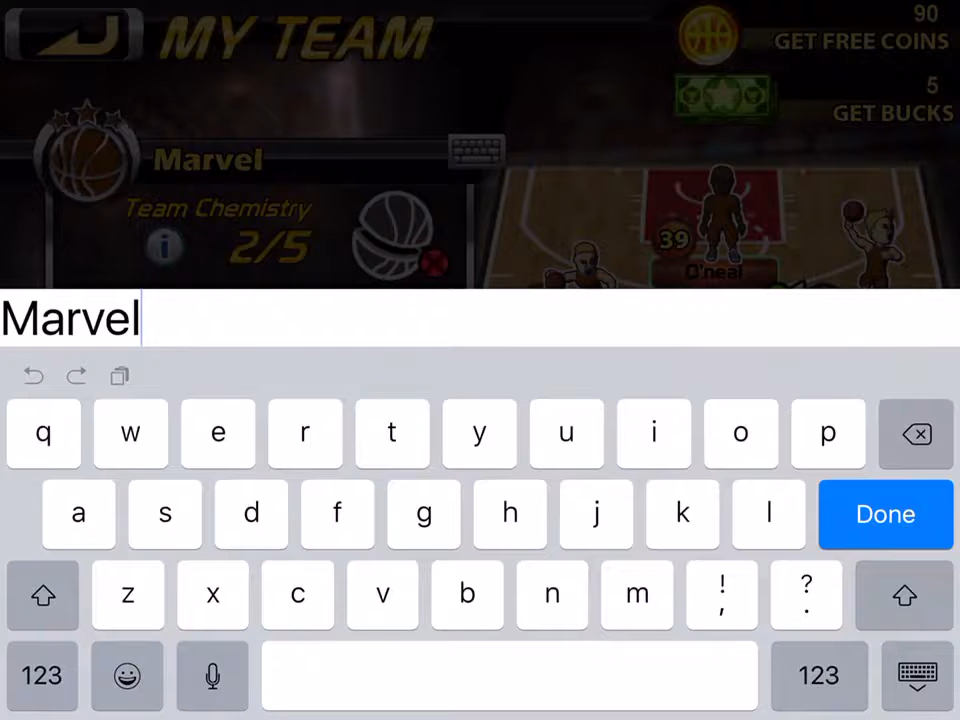 MY TEAM
90
GET FREE COINS
5
GET BUCKS
Marvel
Team Chemistry
i
2/5
39
O'neal
Marvel
q w e r t y u i o p
a s d f g h j k l Done
z x c v b n m ! , ? .
123 123